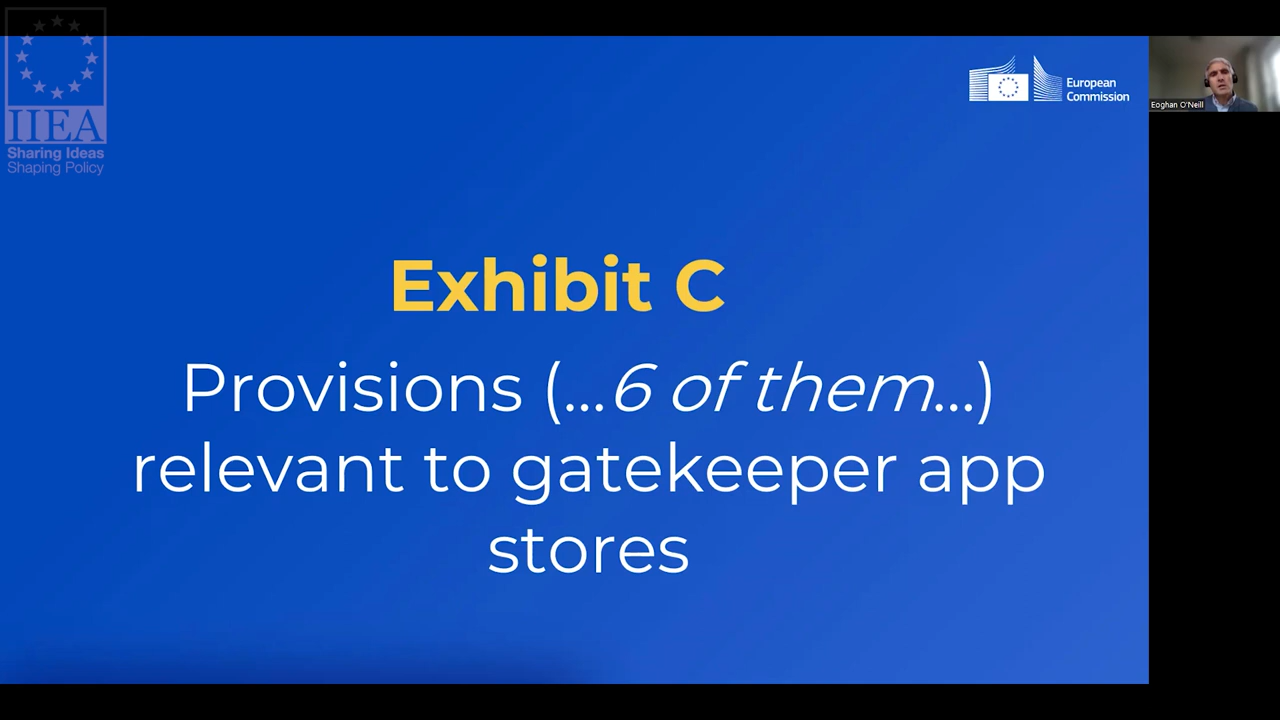 IIEA
Sharing Ideas
Shaping Policy
European
Commission
Eoghan O'Neill
Exhibit C
Provisions (...6 of them...)
relevant to gatekeeper app
stores